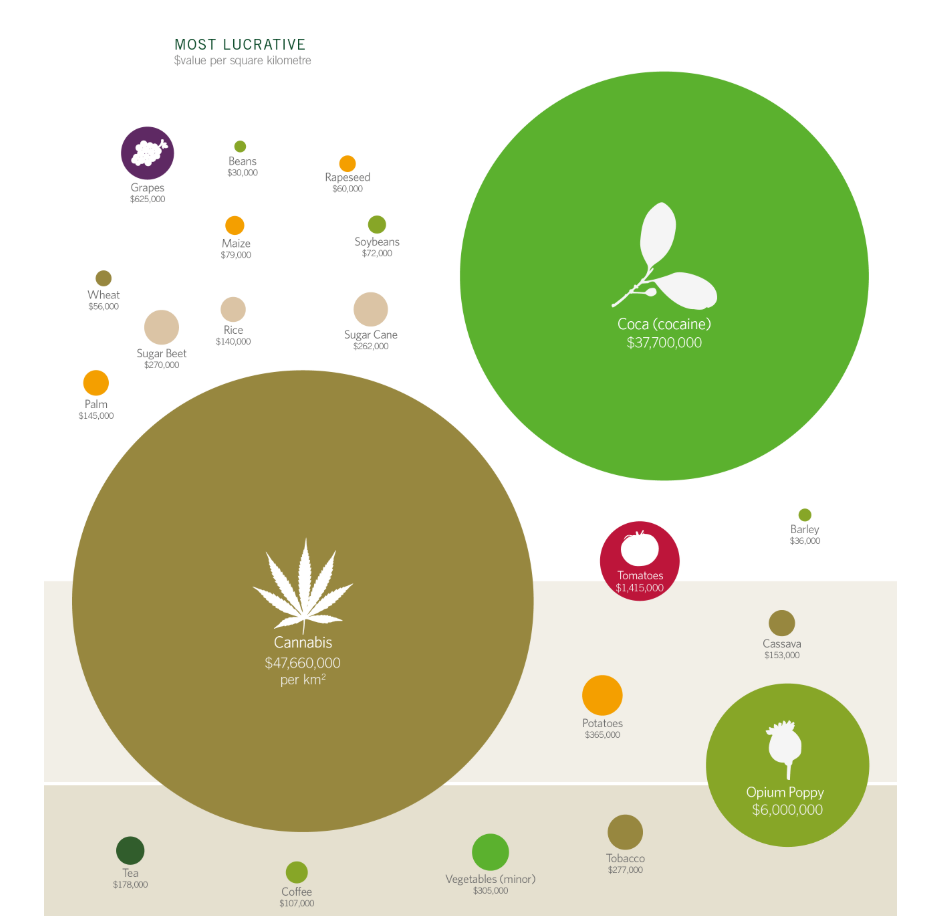 MOST LUCRATIVE
$value per square kilometre
Grapes
$625,000
Beans
$30,000
Rapeseed
$60,000
Maize
$79,000
Soybeans
$72,000
Wheat
$56,000
Sugar Beet
$270,000
Rice
$140,000
Sugar Cane
$262,000
Palm
$145,000
Coca (cocaine)
$37,700,000
Cannabis
$47,660,000
per km²
Tomatoes
$1,415,000
Barley
$36,000
Cassava
$153,000
Potatoes
$365,000
Opium Poppy
$6,000,000
Tea
$178,000
Coffee
$107,000
Vegetables (minor)
$305,000
Tobacco
$277,000